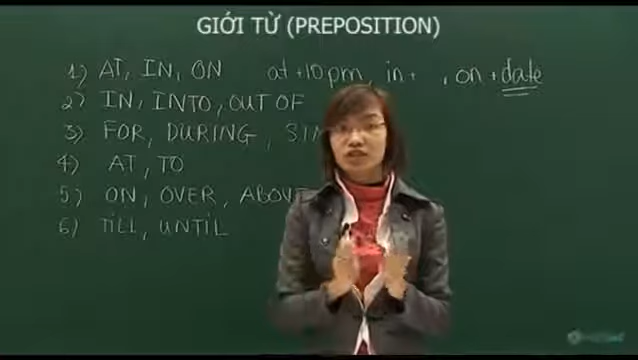 GIỚI TỪ (PREPOSITION)
1) AT, IN, ON at +10 pm, in + , on + date
2) IN, INTO, OUT OF
3) FOR, DURING,
4) AT, TO
5) ON, OVER, ABOVE
6) TILL, UNTIL